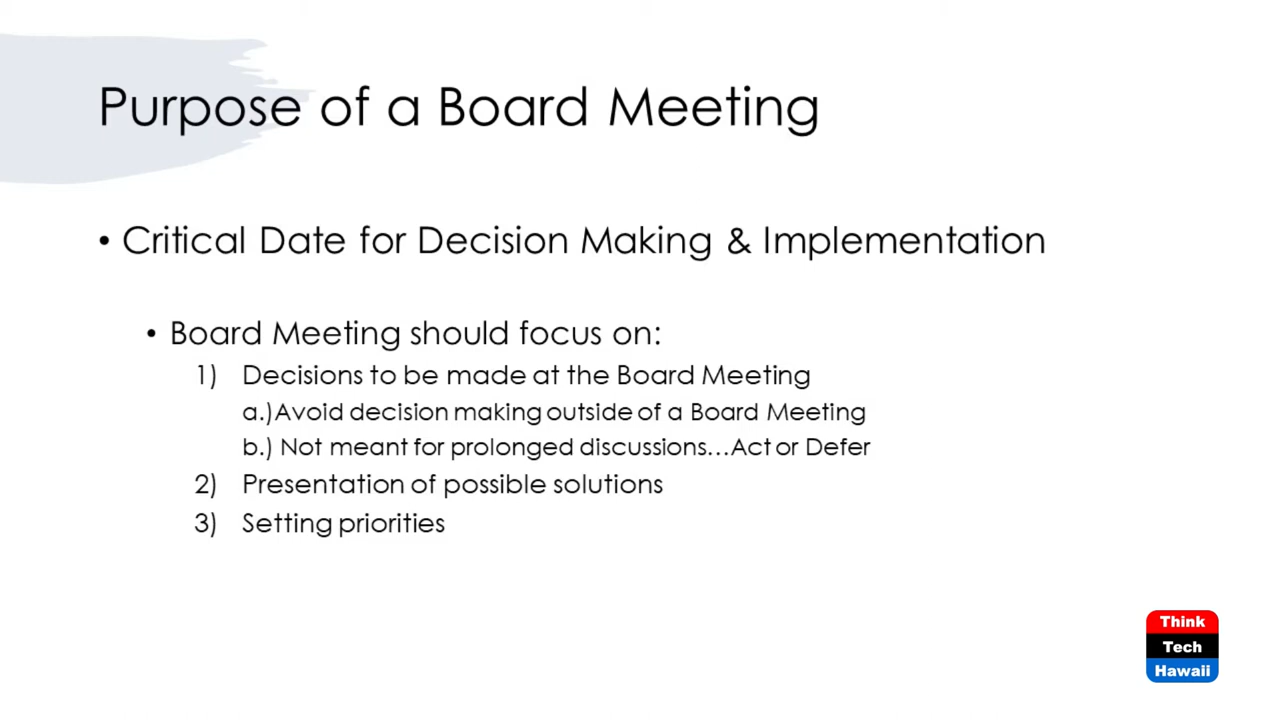 Purpose of a Board Meeting
• Critical Date for Decision Making & Implementation
• Board Meeting should focus on:
1) Decisions to be made at the Board Meeting
a.)Avoid decision making outside of a Board Meeting
b.) Not meant for prolonged discussions...Act or Defer
2) Presentation of possible solutions
3) Setting priorities
Think
Tech
Hawaii